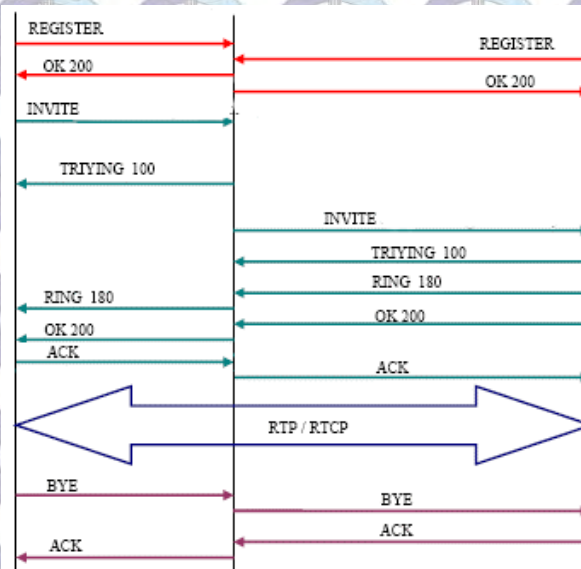 REGISTER
REGISTER
OK 200
OK 200
INVITE
TRIYING 100
INVITE
TRIYING 100
RING 180
RING 180
OK 200
OK 200
ACK
ACK
RTP / RTCP
BYE
BYE
ACK
ACK